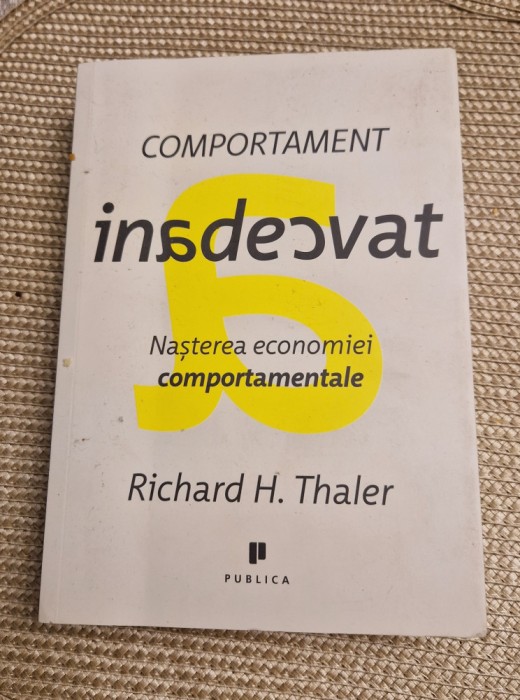 COMPORTAMENT
inadecvat
Nașterea economiei
comportamentale
Richard H. Thaler
PUBLICA